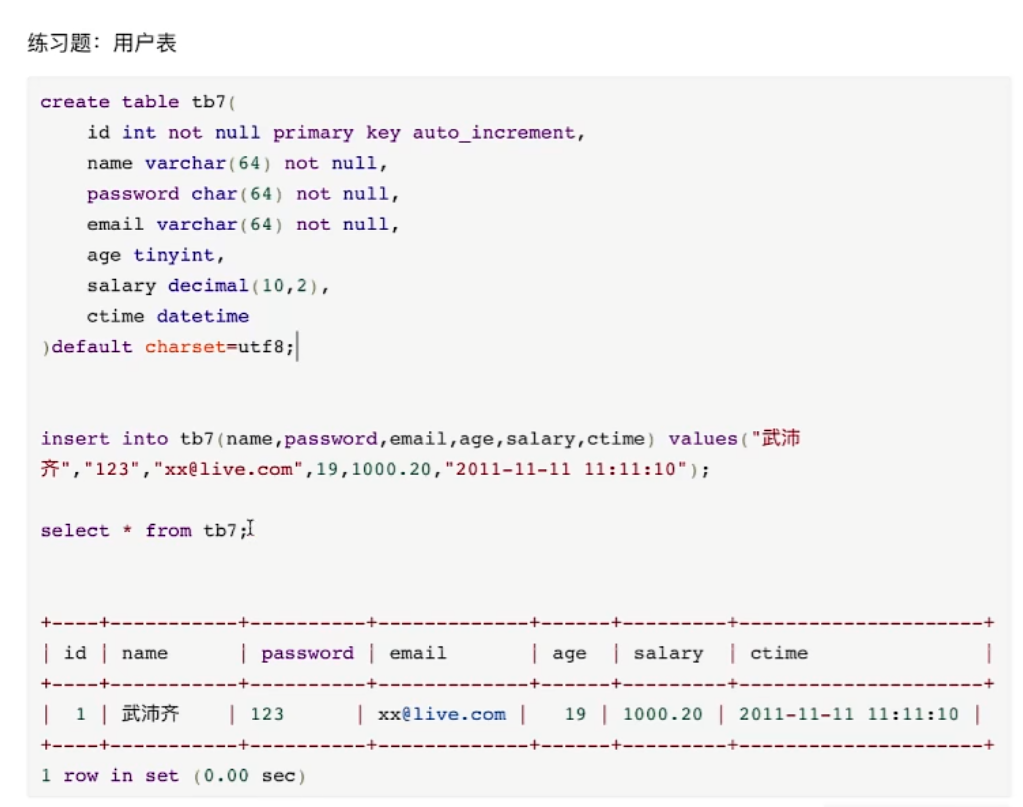 练习题：用户表
create table tb7(
    id int not null primary key auto_increment,
    name varchar(64) not null,
    password char(64) not null,
    email varchar(64) not null,
    age tinyint,
    salary decimal(10,2),
    ctime datetime
)default charset=utf8;
insert into tb7(name,password,email,age,salary,ctime) values("武沛
齐","123","xx@live.com",19,1000.20,"2011-11-11 11:11:10");
select * from tb7;
+----+-----------+----------+-------------+------+---------+---------------------+
| id | name      | password | email       | age  | salary  | ctime               |
+----+-----------+----------+-------------+------+---------+---------------------+
|  1 | 武沛齐    | 123      | xx@live.com |   19 | 1000.20 | 2011-11-11 11:11:10 |
+----+-----------+----------+-------------+------+---------+---------------------+
1 row in set (0.00 sec)